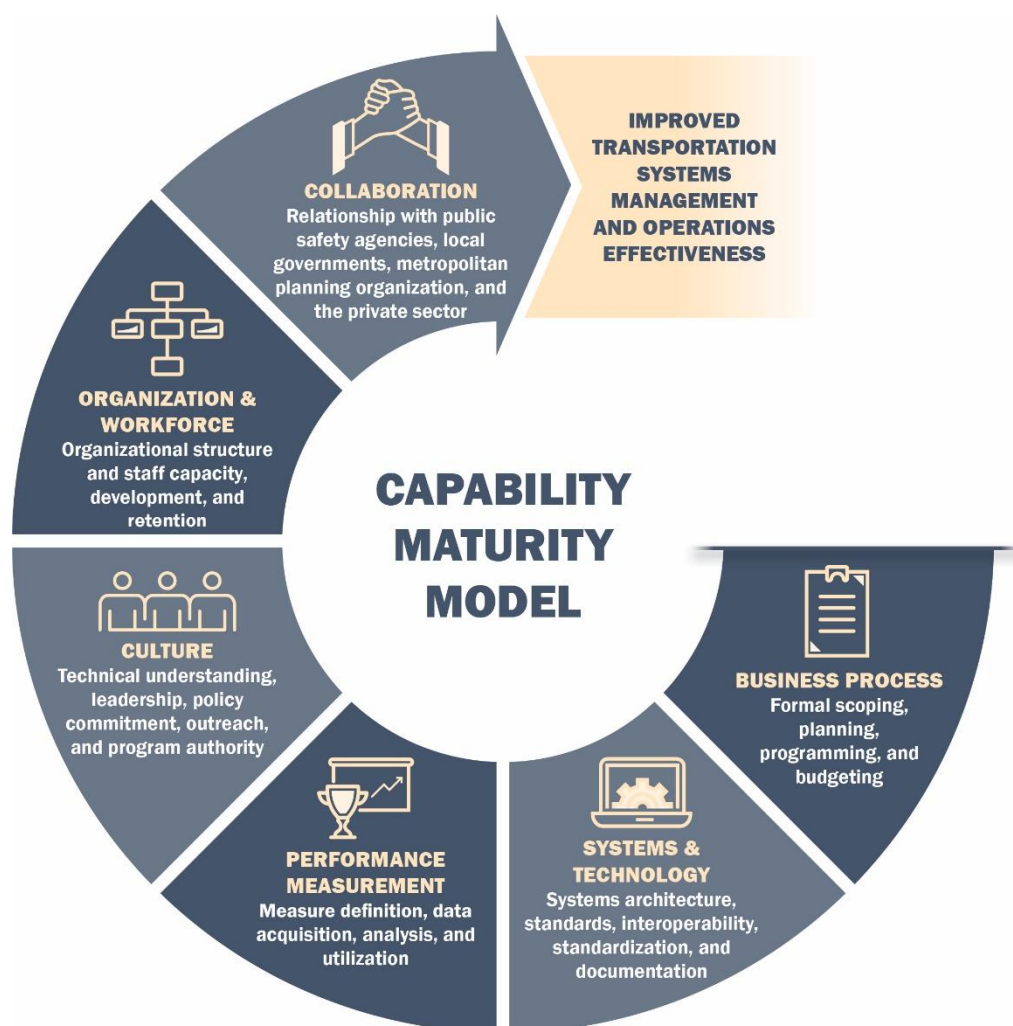 CAPABILITY
MATURITY
MODEL
BUSINESS PROCESS
Formal scoping,
planning,
programming, and
budgeting
SYSTEMS &
TECHNOLOGY
Systems architecture,
standards, interoperability,
standardization, and
documentation
PERFORMANCE
MEASUREMENT
Measure definition, data
acquisition, analysis, and
utilization
CULTURE
Technical understanding,
leadership, policy
commitment, outreach,
and program authority
ORGANIZATION &
WORKFORCE
Organizational structure
and staff capacity,
development, and
retention
COLLABORATION
Relationship with public
safety agencies, local
governments, metropolitan
planning organization, and
the private sector
IMPROVED
TRANSPORTATION
SYSTEMS
MANAGEMENT
AND OPERATIONS
EFFECTIVENESS